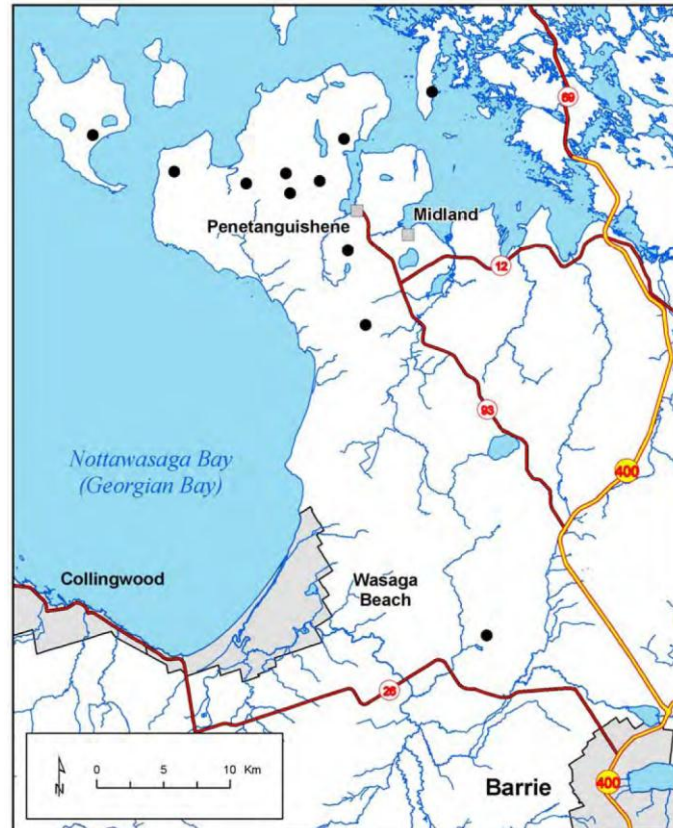 69
Penetanguishene
Midland
12
93
Nottawasaga Bay
(Georgian Bay)
400
Collingwood
Wasaga
Beach
26
N
0 5 10 Km
Barrie
400